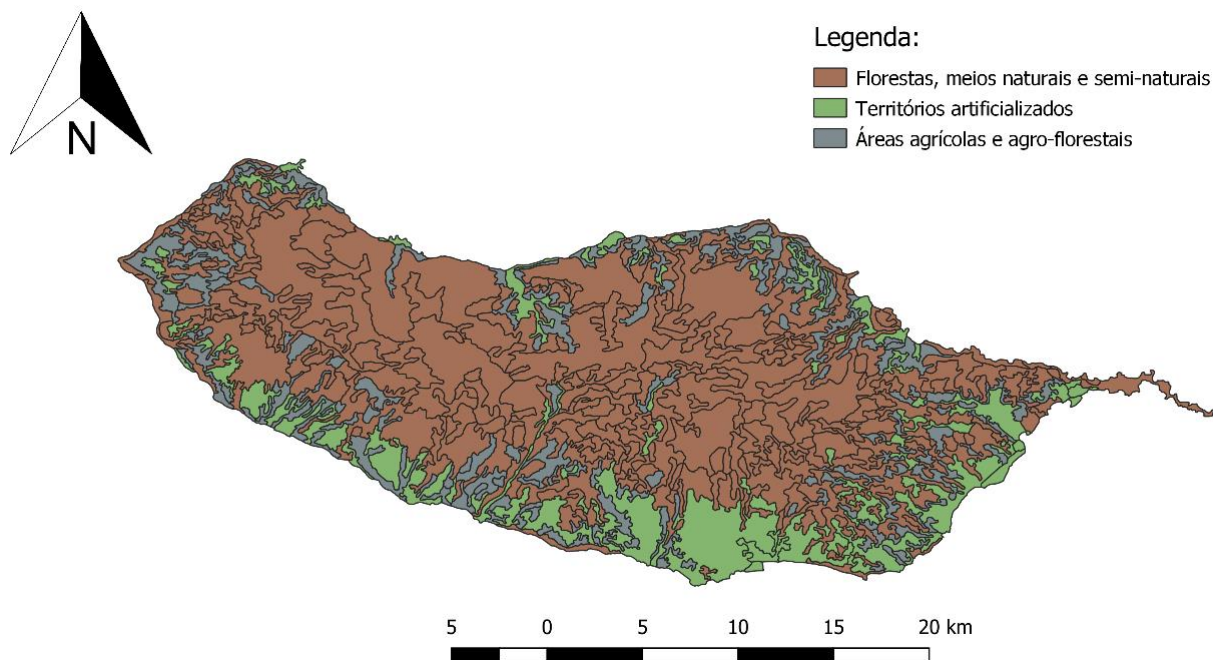 N
Legenda:
Florestas, meios naturais e semi-naturais
Territórios artificializados
Áreas agrícolas e agro-florestais
5 0 5 10 15 20 km